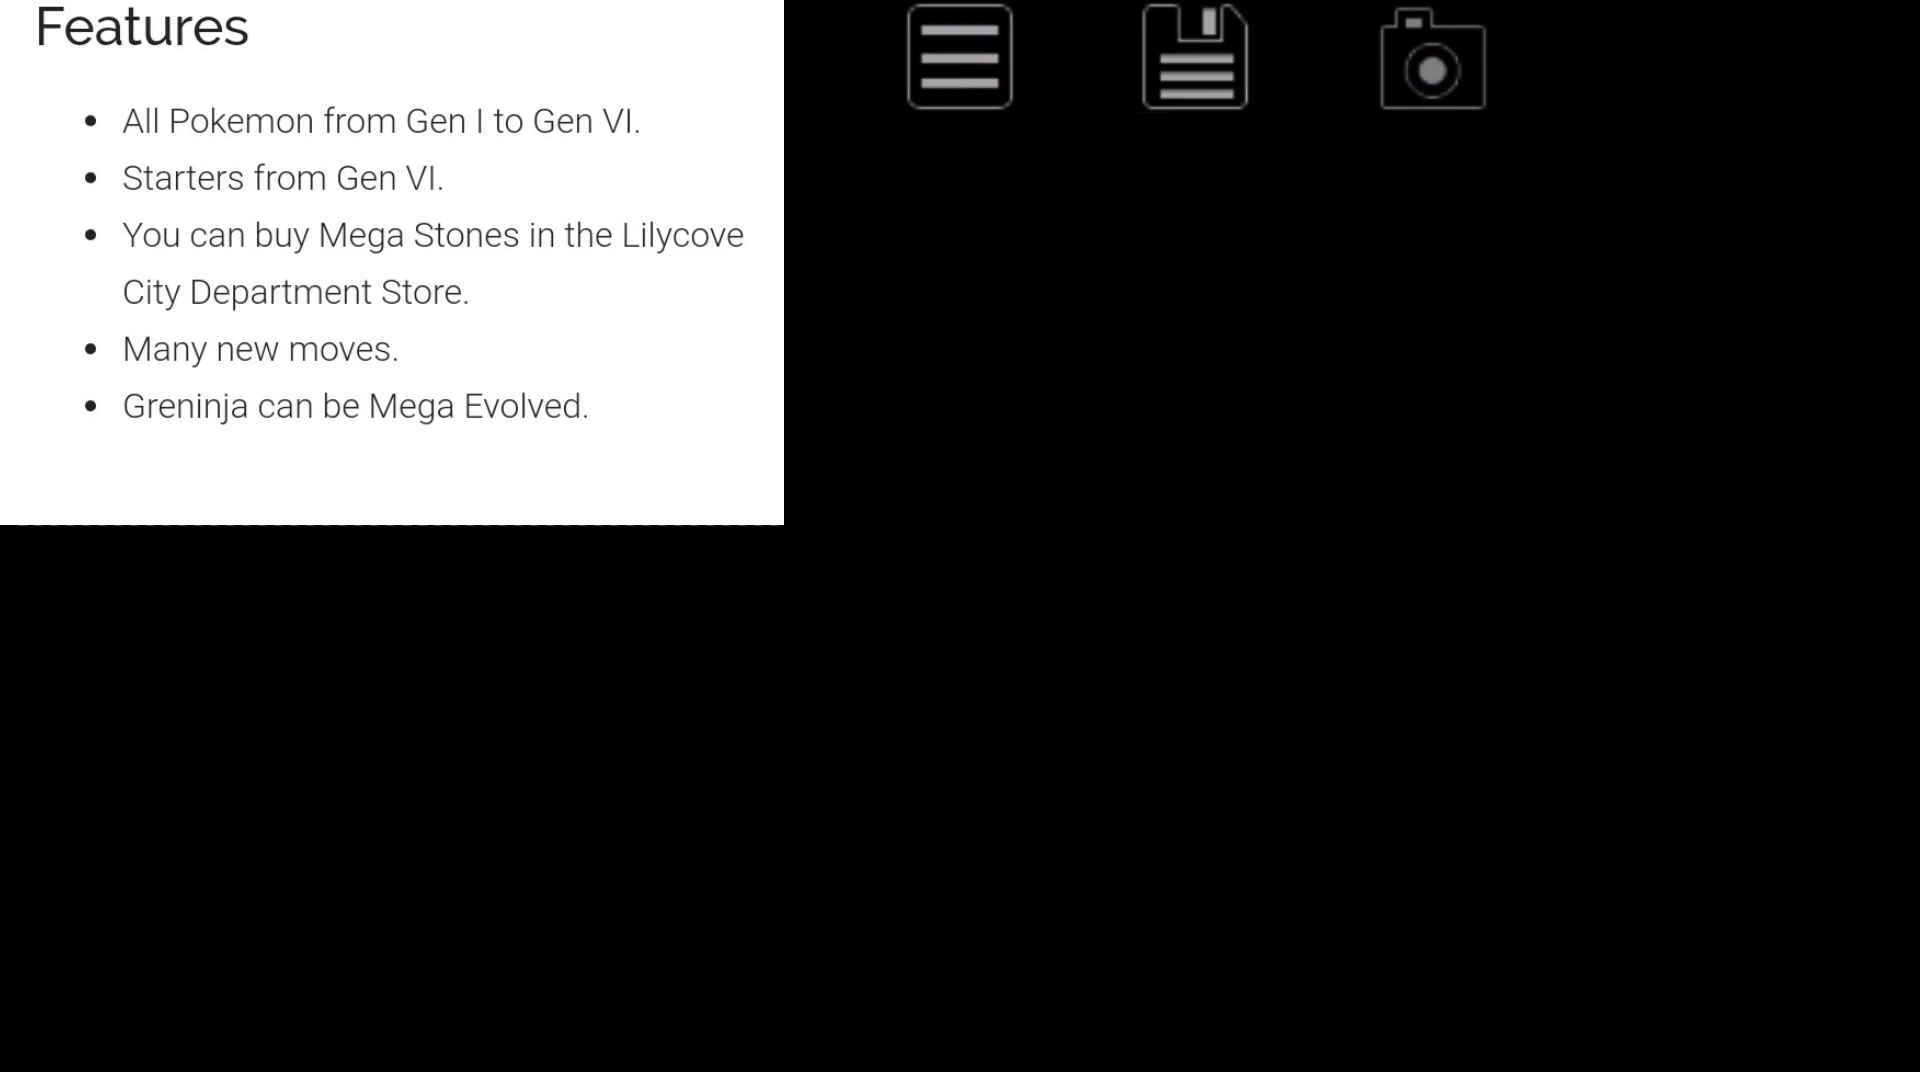 Features
• All Pokemon from Gen I to Gen VI.
• Starters from Gen VI.
• You can buy Mega Stones in the Lilycove
City Department Store.
• Many new moves.
• Greninja can be Mega Evolved.